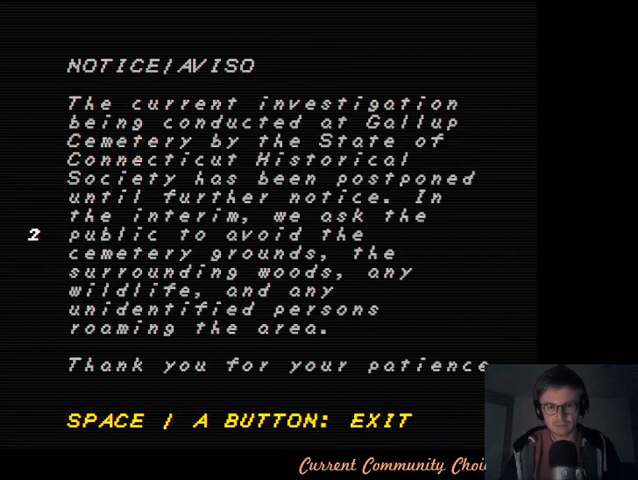 NOTICE/AVISO
The current investigation
being conducted at Gallup
Cemetery by the State of
Connecticut Historical
Society has been postponed
until further notice. In
the interim, we ask the
2 public to avoid the
cemetery grounds, the
surrounding woods, any
wildlife, and any
unidentified persons
roaming the area.
Thank you for your patience
SPACE / A BUTTON: EXIT
Current Community